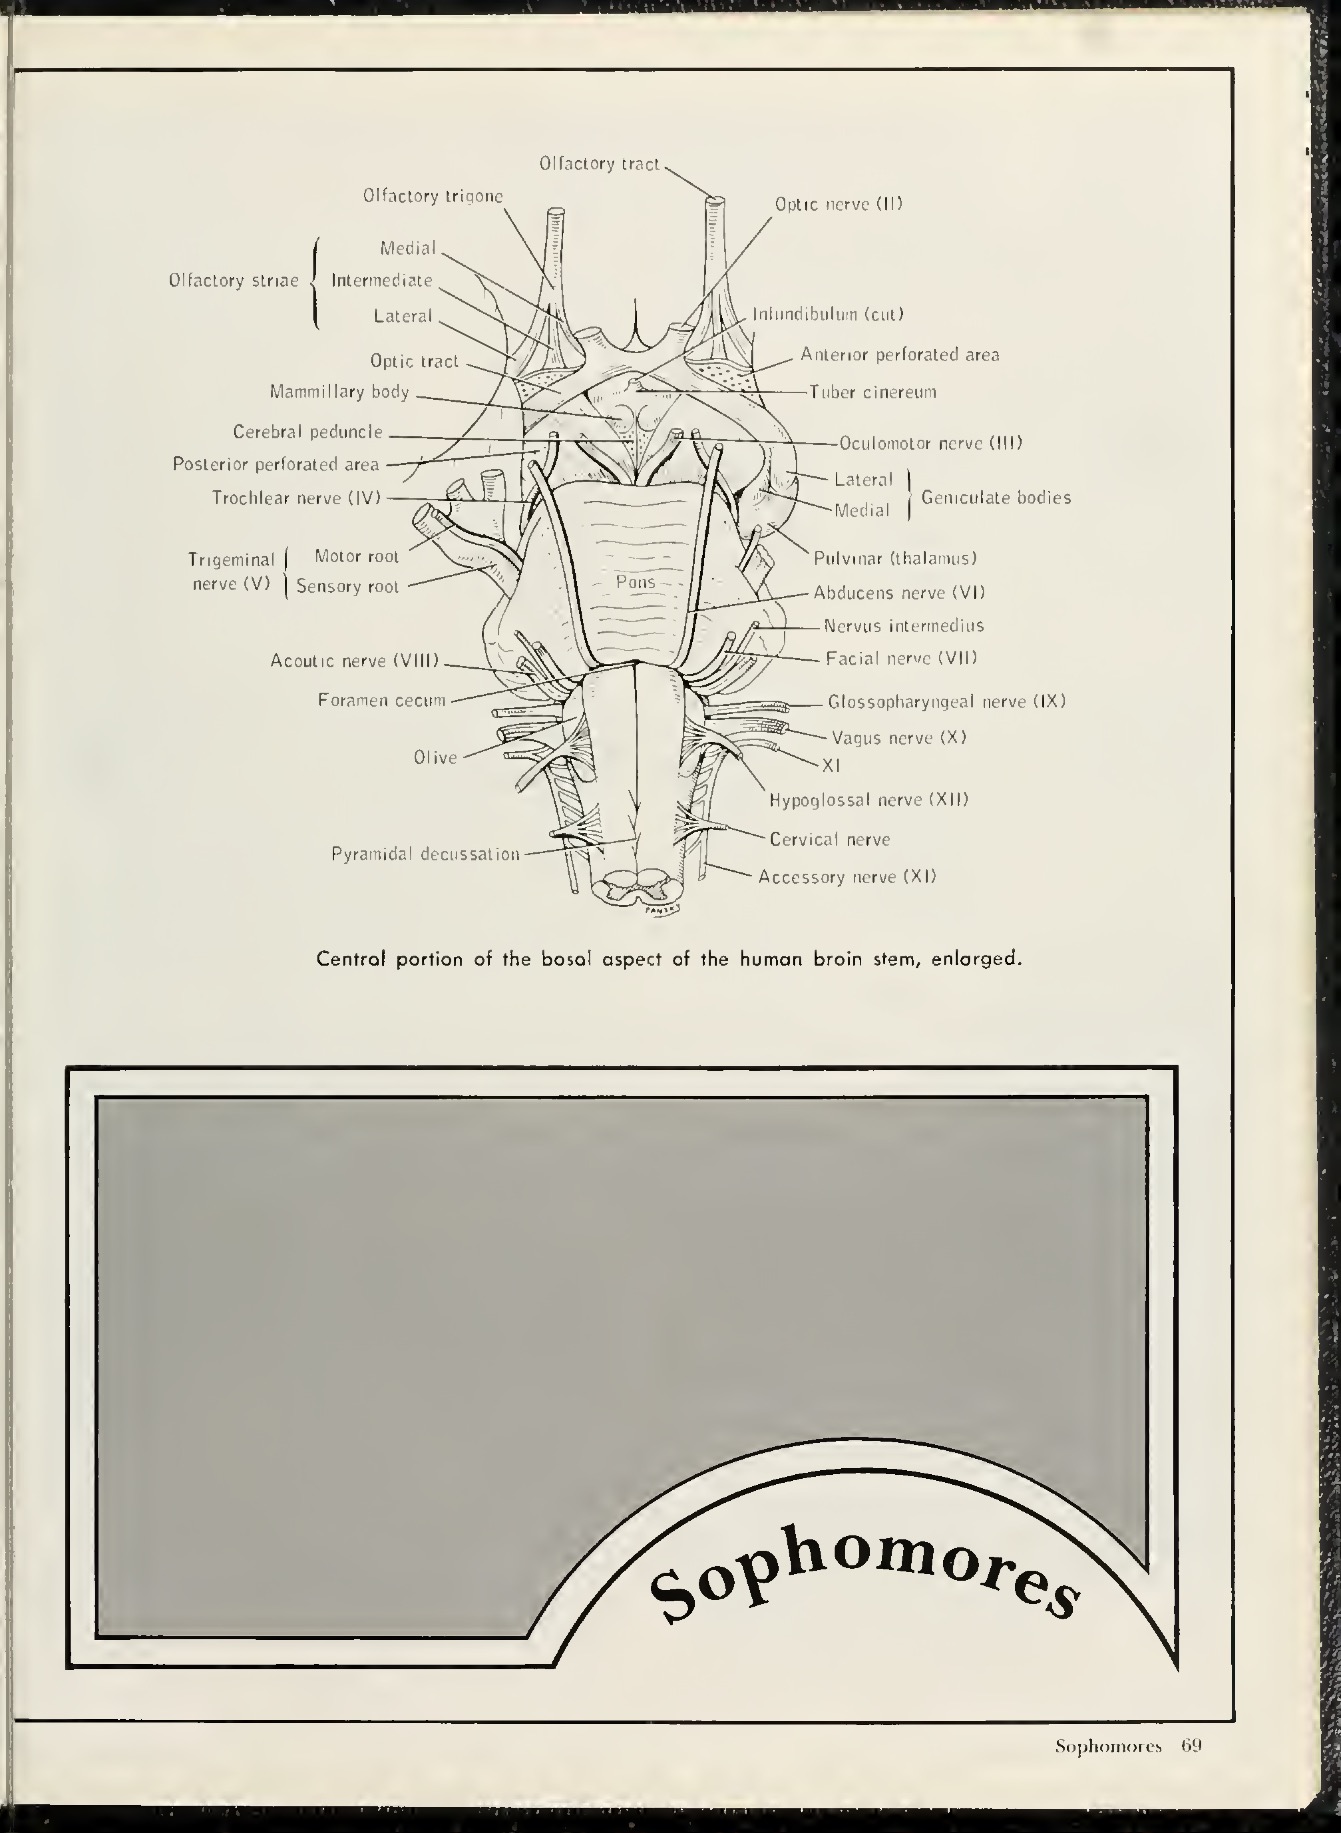 Olfactory tract
Olfactory trigone
Optic nerve (II)
Medial
Olfactory striae
Intermediate
Lateral
Infundibulum (cut)
Optic tract
Anterior perforated area
Mammillary body
Tuber cinereum
Cerebral peduncle
Oculomotor nerve (III)
Posterior perforated area
Lateral
Trochlear nerve (IV)
Geniculate bodies
Medial
Trigeminal
nerve (V)
Motor root
Sensory root
Pulvinar (thalamus)
Pons
Abducens nerve (VI)
Nervus intermedius
Acoutic nerve (VIII)
Facial nerve (VII)
Foramen cecum
Glossopharyngeal nerve (IX)
Vagus nerve (X)
Olive
XI
Hypoglossal nerve (XII)
Cervical nerve
Pyramidal decussation
Accessory nerve (XI)
PANSKY
Central portion of the basal aspect of the human brain stem, enlarged.
Sophomores
Sophomores 69